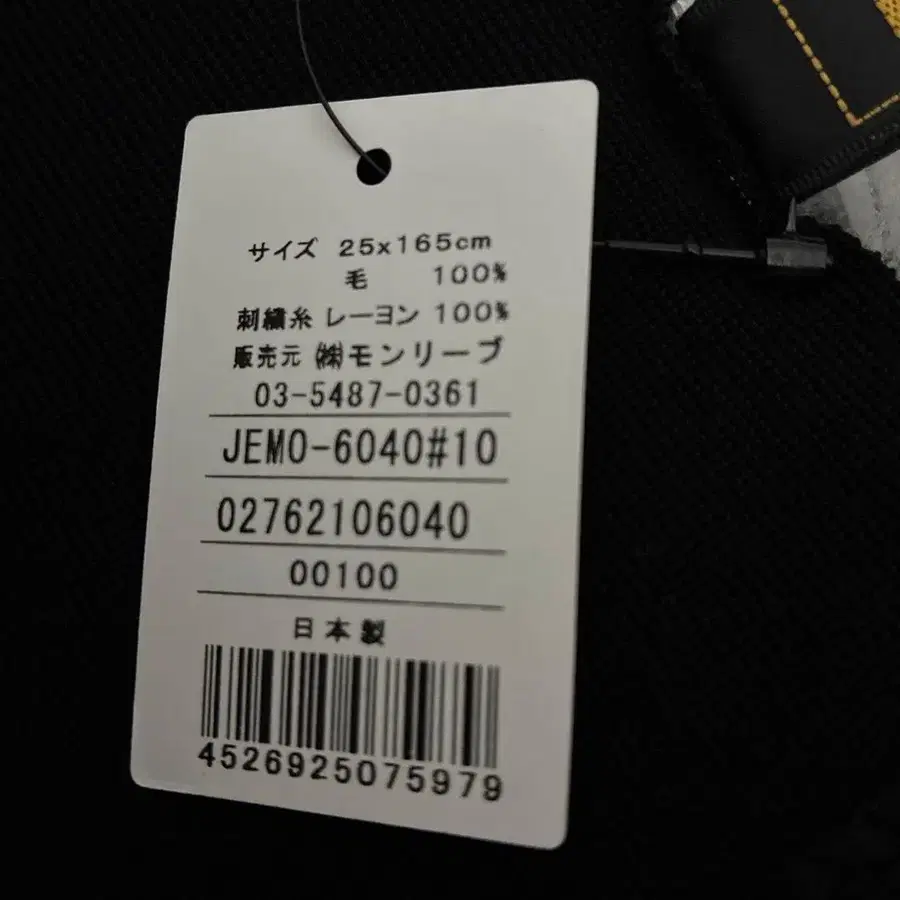 サイズ 25x165cm
毛 100%
刺繍糸 レーヨン 100%
販売元 ㈱モンリーブ
03-5487-0361
JEMO-6040#10
02762106040
00100
日本製
4526925075979